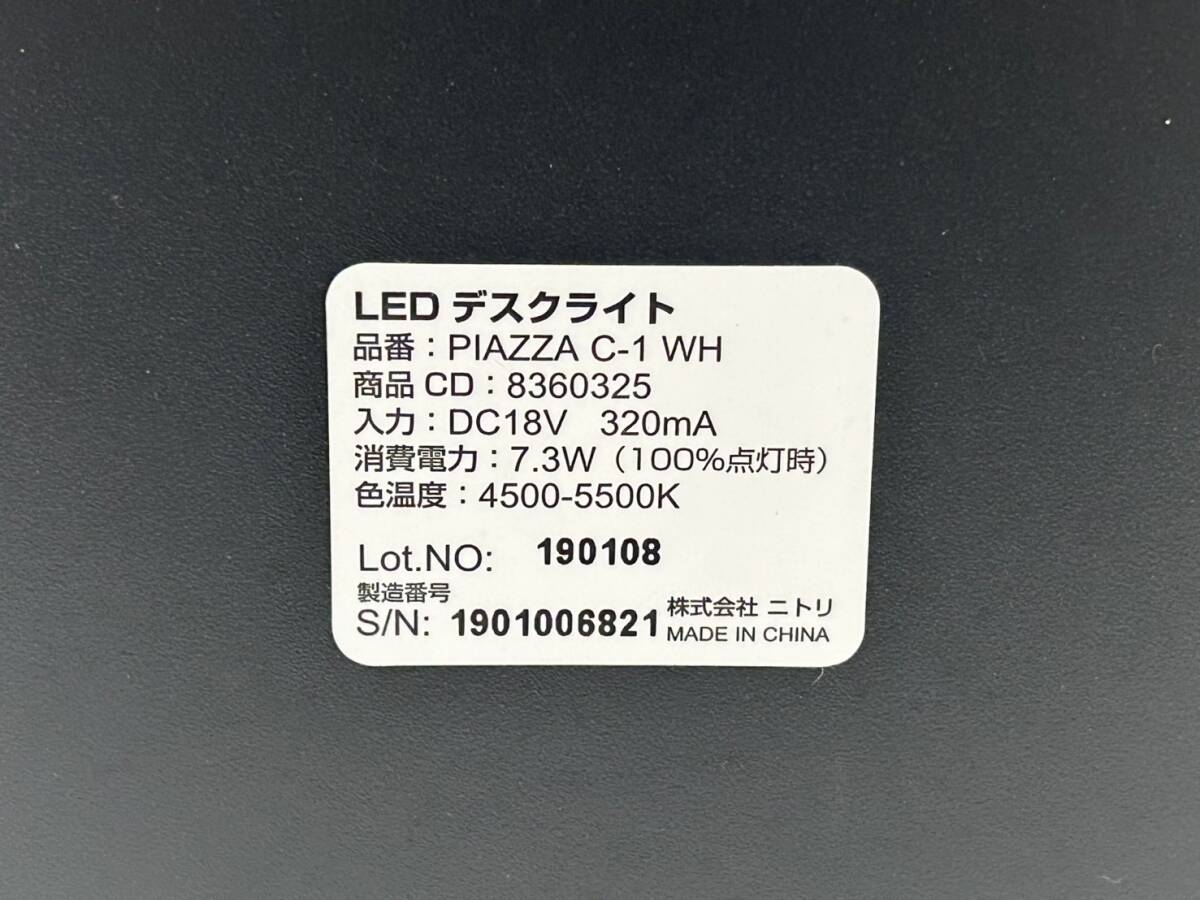 LED デスクライト
品番：PIAZZA C-1 WH
商品 CD：8360325
入力：DC18V 320mA
消費電力：7.3W（100%点灯時）
色温度：4500-5500K
Lot.NO: 190108
製造番号
S/N: 1901006821
株式会社 ニトリ
MADE IN CHINA